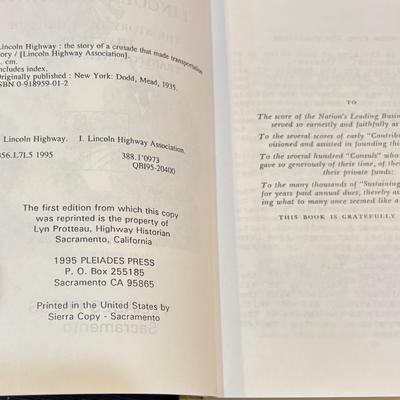 Lincoln Highway : the story of a crusade that made transportation
ory / [Lincoln Highway Association].
. cm.
ncludes index.
Originally published : New York: Dodd, Mead, 1935.
SBN 0-918959-01-2
Lincoln Highway. I. Lincoln Highway Association.
356.L7L5 1995
388.1'0973
QBI95-20400
The first edition from which this copy
was reprinted is the property of
Lyn Protteau, Highway Historian
Sacramento, California
1995 PLEIADES PRESS
P. O. Box 255185
Sacramento CA 95865
Printed in the United States by
Sierra Copy - Sacramento
TO
The score of the Nation's Leading Busin
served so earnestly and faithfully as
To the several scores of early "Contrib
visioned and assisted in founding thi
To the several hundred "Consuls" who
gave so generously of their time, of the
their private funds;
To the many thousands of "Sustaining
for years paid annual dues, thereby as
ing what to many once seemed like a
THIS BOOK IS GRATEFULLY